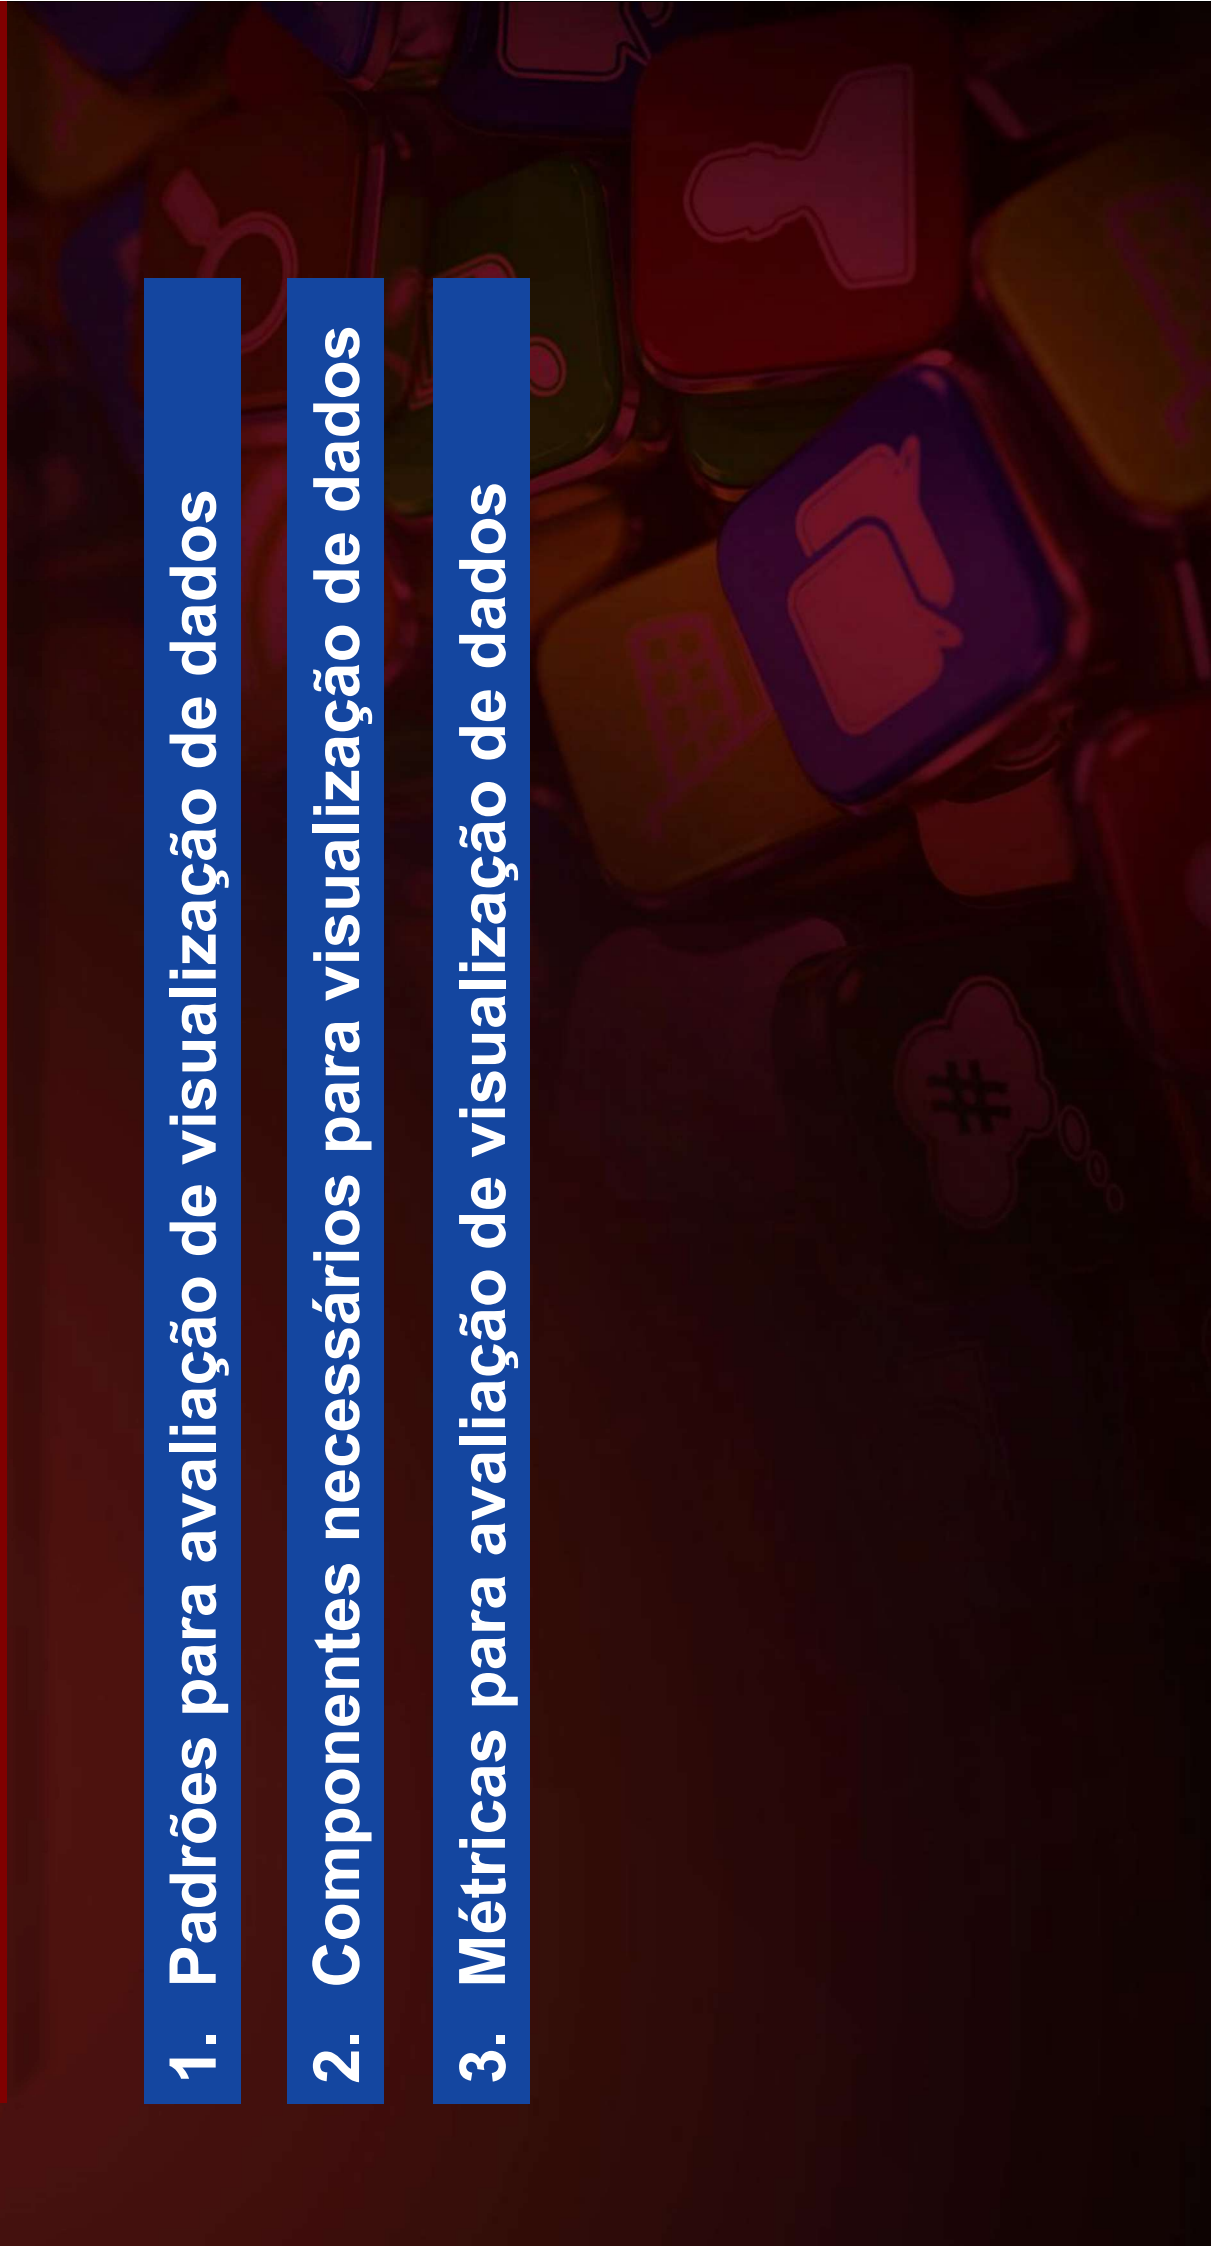 1. Padrões para avaliação de visualização de dados
2. Componentes necessários para visualização de dados
3. Métricas para avaliação de visualização de dados
#